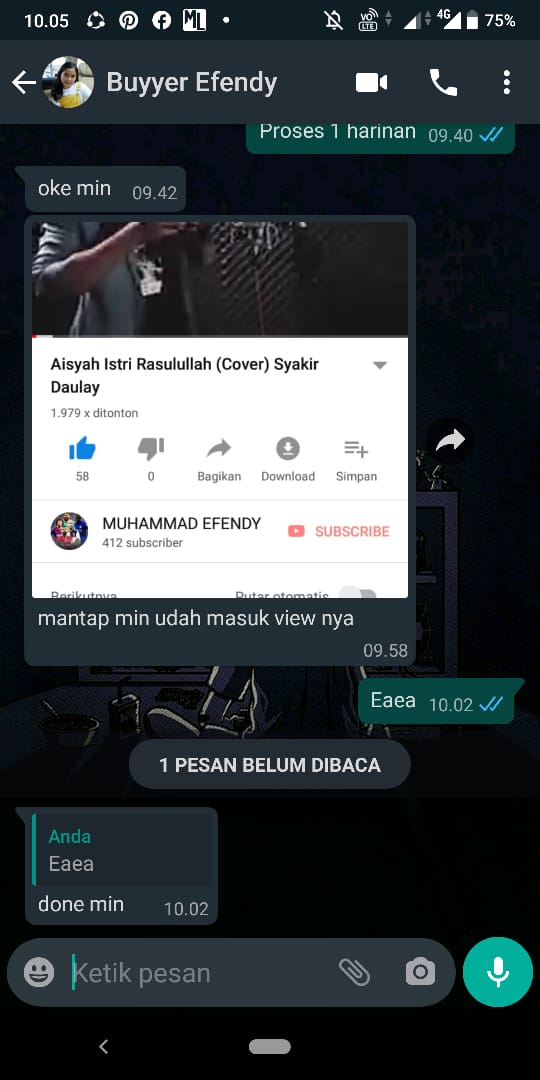 10.05
VO LTE
4G
75%
Buyyer Efendy
Proses 1 harinan 09.40
oke min 09.42
Aisyah Istri Rasulullah (Cover) Syakir
Daulay
1.979 x ditonton
58
0
Bagikan
Download
Simpan
MUHAMMAD EFENDY
412 subscriber
SUBSCRIBE
Berikutnya
Putar otomatis
mantap min udah masuk view nya
09.58
Eaea 10.02
1 PESAN BELUM DIBACA
Anda
Eaea
done min 10.02
Ketik pesan